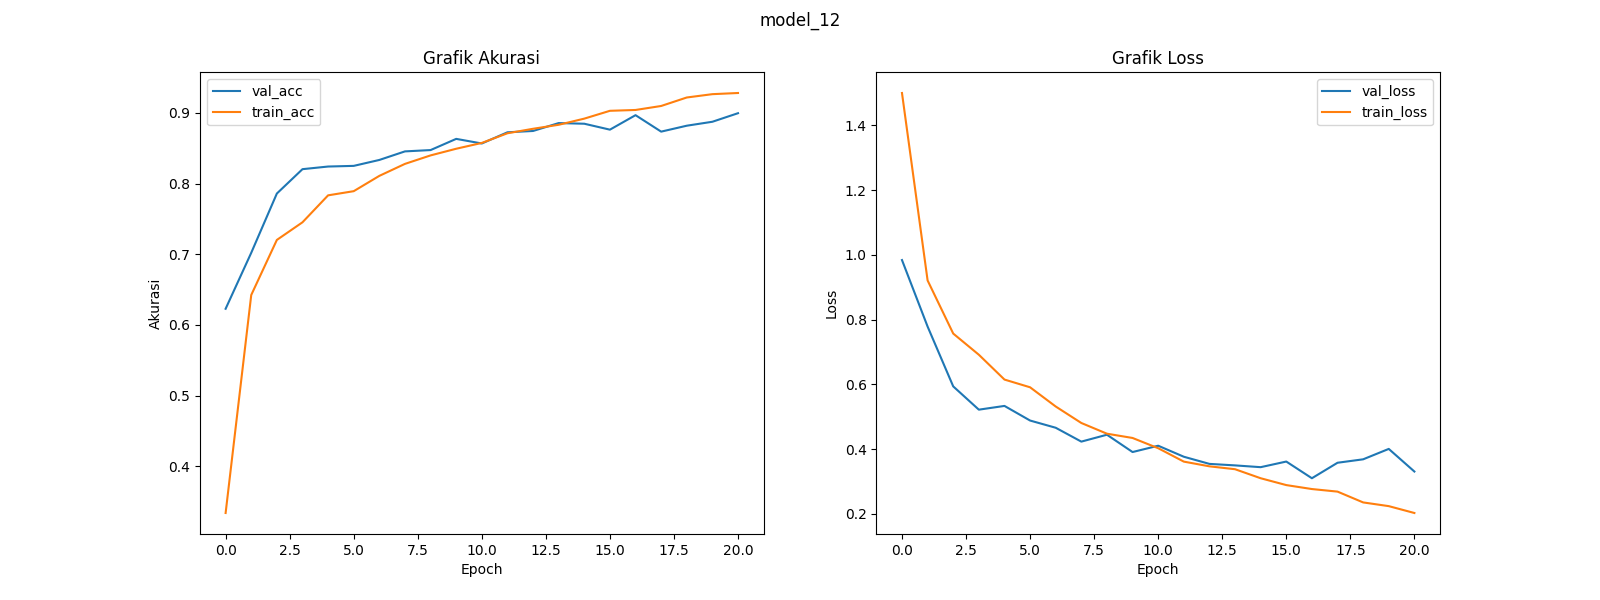 model_12
Grafik Akurasi
val_acc
train_acc
0.9
0.8
0.7
0.6
0.5
0.4
Akurasi
0.0 2.5 5.0 7.5 10.0 12.5 15.0 17.5 20.0
Epoch
Grafik Loss
val_loss
train_loss
1.4
1.2
1.0
0.8
0.6
0.4
0.2
Loss
0.0 2.5 5.0 7.5 10.0 12.5 15.0 17.5 20.0
Epoch